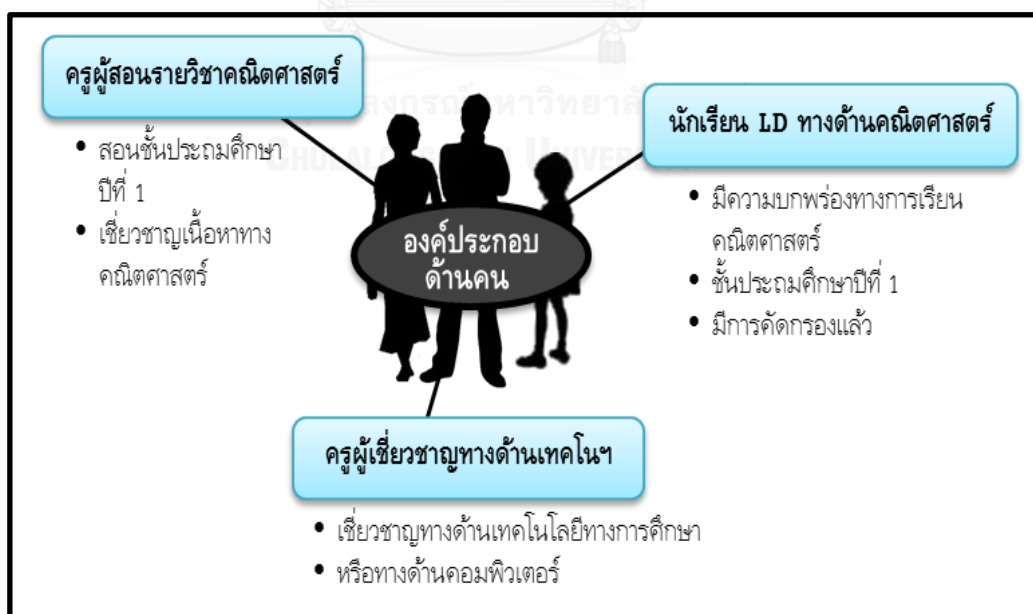 ครูผู้สอนรายวิชาคณิตศาสตร์
• สอนชั้นประถมศึกษา
ปีที่ 1
• เชี่ยวชาญเนื้อหาทาง
คณิตศาสตร์
นักเรียน LD ทางด้านคณิตศาสตร์
• มีความบกพร่องทางการเรียน
คณิตศาสตร์
• ชั้นประถมศึกษาปีที่ 1
• มีการคัดกรองแล้ว
องค์ประกอบ
ด้านคน
ครูผู้เชี่ยวชาญทางด้านเทคโนฯ
• เชี่ยวชาญทางด้านเทคโนโลยีทางการศึกษา
• หรือทางด้านคอมพิวเตอร์